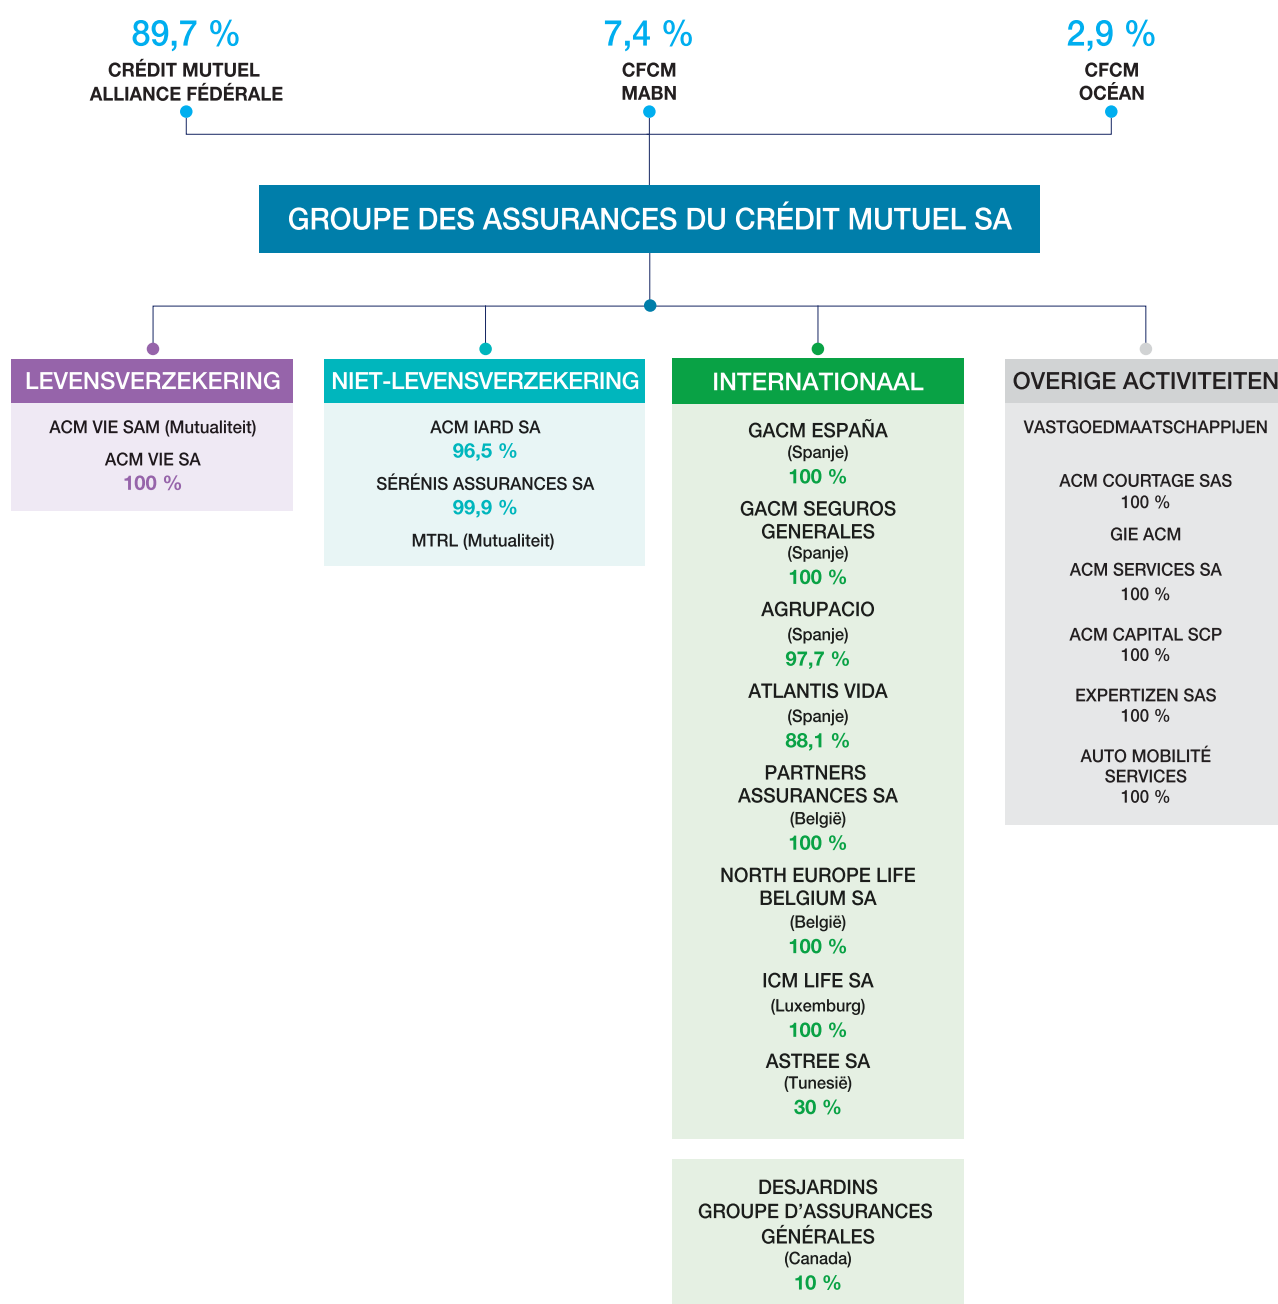 89,7 %
CRÉDIT MUTUEL
ALLIANCE FÉDÉRALE
7,4 %
CFCM
MABN
2,9 %
CFCM
OCÉAN
GROUPE DES ASSURANCES DU CRÉDIT MUTUEL SA
LEVENSVERZEKERING
ACM VIE SAM (Mutualiteit)
ACM VIE SA
100 %
NIET-LEVENSVERZEKERING
ACM IARD SA
96,5 %
SÉRÉNIS ASSURANCES SA
99,9 %
MTRL (Mutualiteit)
INTERNATIONAAL
GACM ESPAÑA
(Spanje)
100 %
GACM SEGUROS
GENERALES
(Spanje)
100 %
AGRUPACIO
(Spanje)
97,7 %
ATLANTIS VIDA
(Spanje)
88,1 %
PARTNERS
ASSURANCES SA
(België)
100 %
NORTH EUROPE LIFE
BELGIUM SA
(België)
100 %
ICM LIFE SA
(Luxemburg)
100 %
ASTREE SA
(Tunesië)
30 %
DESJARDINS
GROUPE D’ASSURANCES
GÉNÉRALES
(Canada)
10 %
OVERIGE ACTIVITEITEN
VASTGOEDMAATSCHAPPIJEN
ACM COURTAGE SAS
100 %
GIE ACM
ACM SERVICES SA
100 %
ACM CAPITAL SCP
100 %
EXPERTIZEN SAS
100 %
AUTO MOBILITÉ
SERVICES
100 %